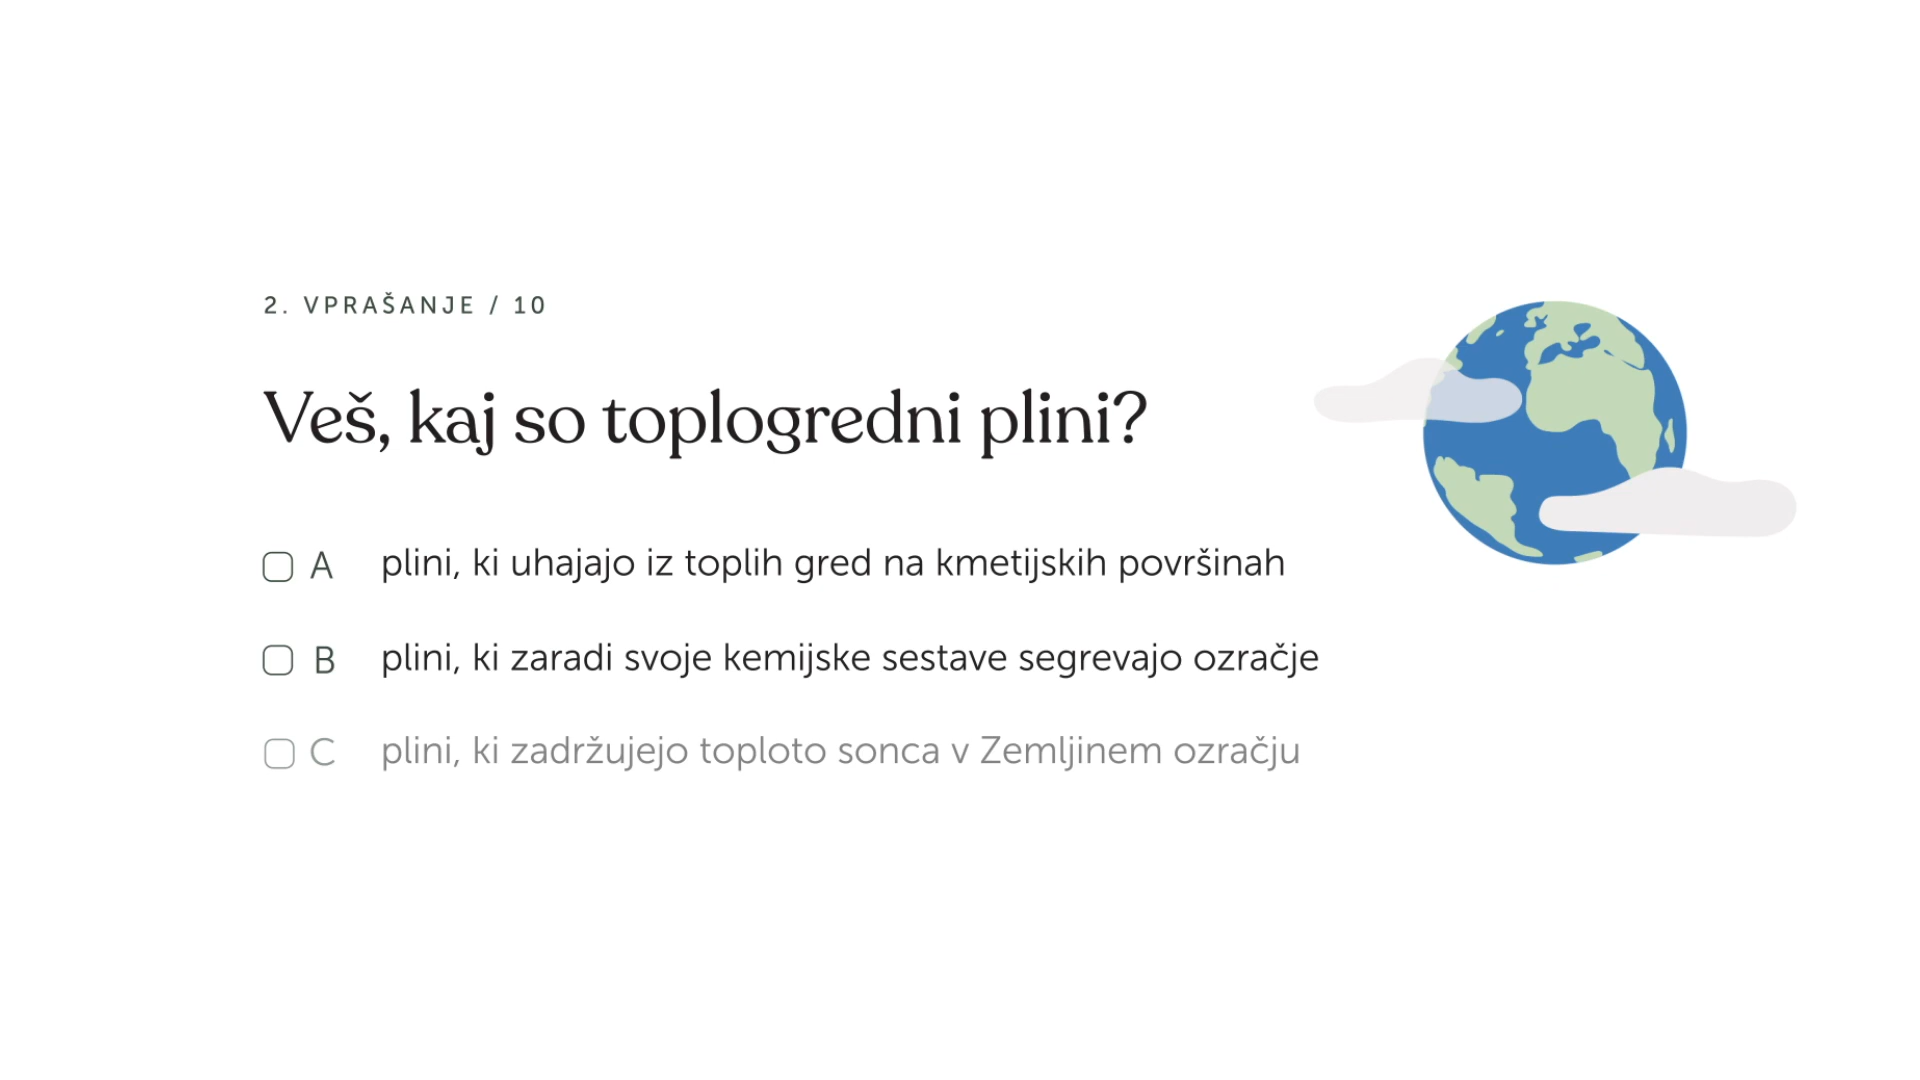 2. VPRAŠANJE / 10
Veš, kaj so toplogredni plini?
A plini, ki uhajajo iz toplih gred na kmetijskih površinah
B plini, ki zaradi svoje kemijske sestave segrevajo ozračje
C plini, ki zadržujejo toploto sonca v Zemljinem ozračju